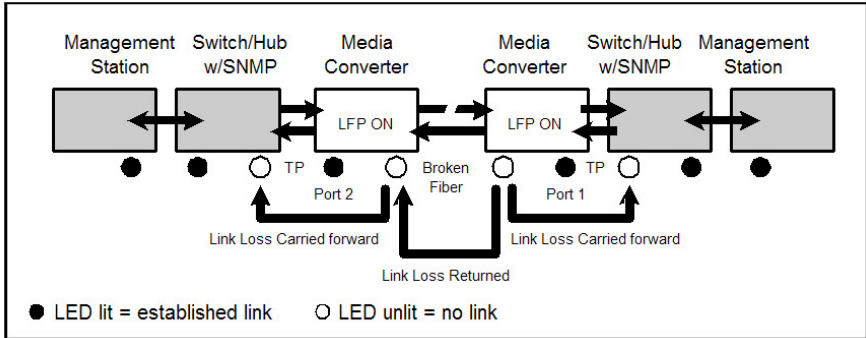 Management Station
Switch/Hub w/SNMP
Media Converter
Media Converter
Switch/Hub w/SNMP
Management Station
LFP ON
LFP ON
TP
Broken Fiber
TP
Port 2
Port 1
Link Loss Carried forward
Link Loss Carried forward
Link Loss Returned
LED lit = established link
LED unlit = no link